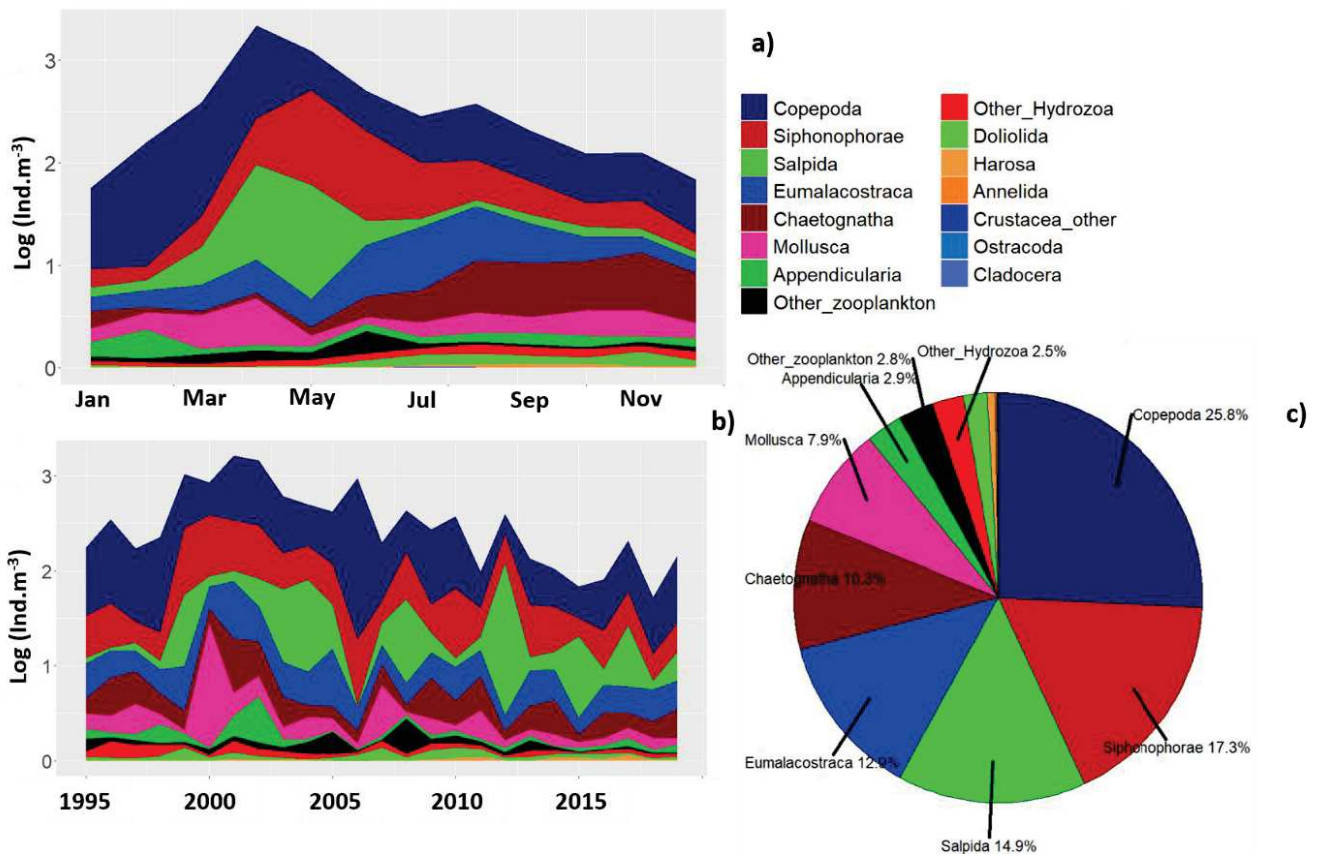 a)
Log (Ind.m⁻³)
3
2
1
0
Jan
Mar
May
Jul
Sep
Nov
Copepoda
Siphonophorae
Salpida
Eumalacostraca
Chaetognatha
Mollusca
Appendicularia
Other_zooplankton
Other_Hydrozoa
Doliolida
Harosa
Annelida
Crustacea_other
Ostracoda
Cladocera
b)
Log (Ind.m⁻³)
3
2
1
0
1995
2000
2005
2010
2015
c)
Other_zooplankton 2.8%
Other_Hydrozoa 2.5%
Appendicularia 2.9%
Copepoda 25.8%
Mollusca 7.9%
Chaetognatha 10.3%
Siphonophorae 17.3%
Eumalacostraca 12.9%
Salpida 14.9%